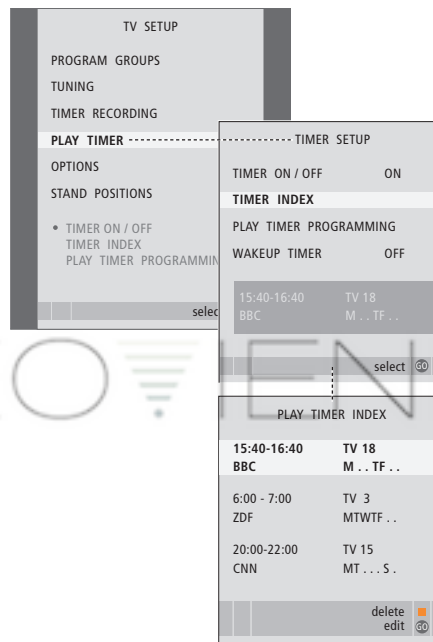 TV SETUP
PROGRAM GROUPS
TUNING
TIMER RECORDING
PLAY TIMER
OPTIONS
STAND POSITIONS
• TIMER ON / OFF
TIMER INDEX
PLAY TIMER PROGRAMMIN
selec
TIMER SETUP
TIMER ON / OFF ON
TIMER INDEX
PLAY TIMER PROGRAMMING
WAKEUP TIMER OFF
15:40-16:40 TV 18
BBC M . . TF . .
select GO
PLAY TIMER INDEX
15:40-16:40 TV 18
BBC M . . TF . .
6:00 - 7:00 TV 3
ZDF MTWTF . .
20:00-22:00 TV 15
CNN MT . . . S .
delete
edit GO